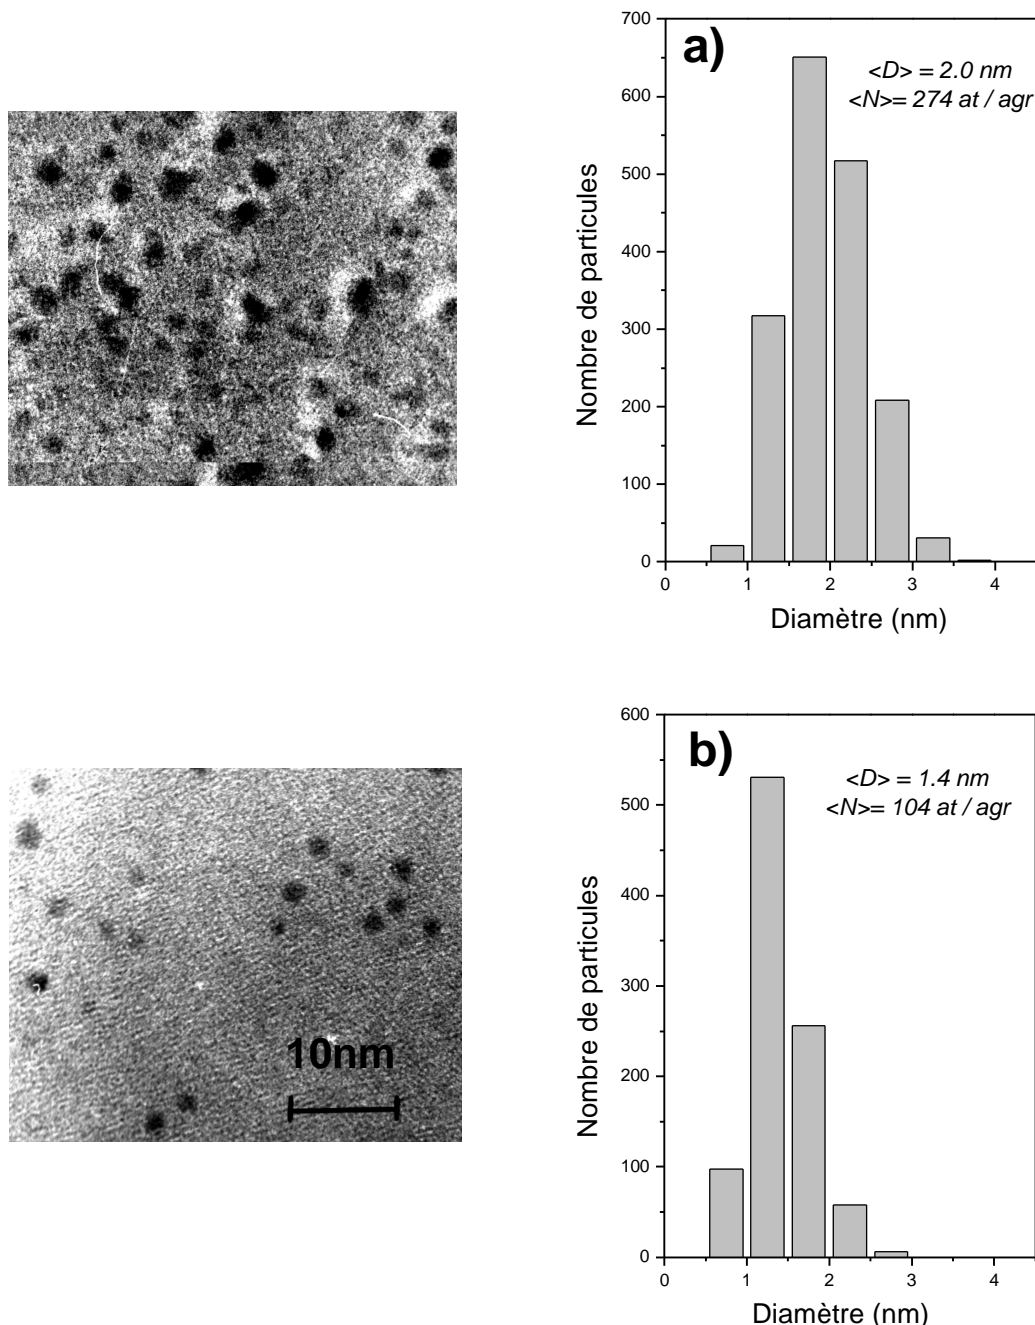 a)
<D> = 2.0 nm
<N>= 274 at / agr
Nombre de particules
700
600
500
400
300
200
100
0
0 1 2 3 4
Diamètre (nm)
10nm
b)
<D> = 1.4 nm
<N>= 104 at / agr
Nombre de particules
600
500
400
300
200
100
0
0 1 2 3 4
Diamètre (nm)